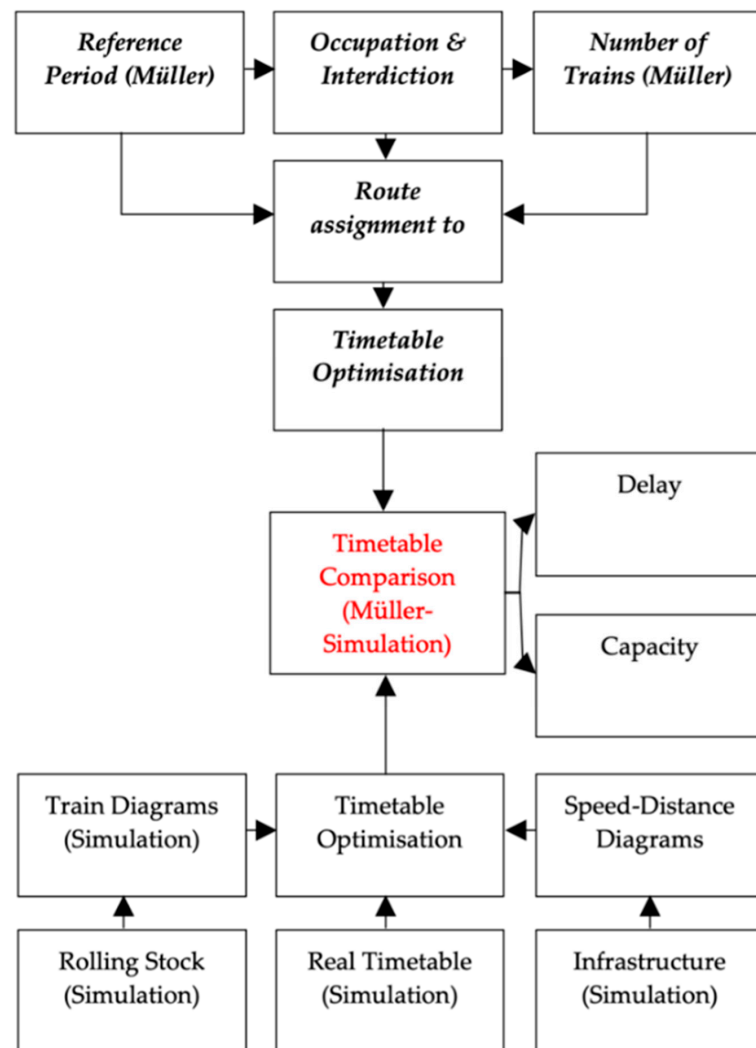 Reference
Period (Müller)
Occupation &
Interdiction
Number of
Trains (Müller)
Route
assignment to
Timetable
Optimisation
Delay
Timetable
Comparison
(Müller-
Simulation)
Capacity
Train Diagrams
(Simulation)
Timetable
Optimisation
Speed-Distance
Diagrams
Rolling Stock
(Simulation)
Real Timetable
(Simulation)
Infrastructure
(Simulation)